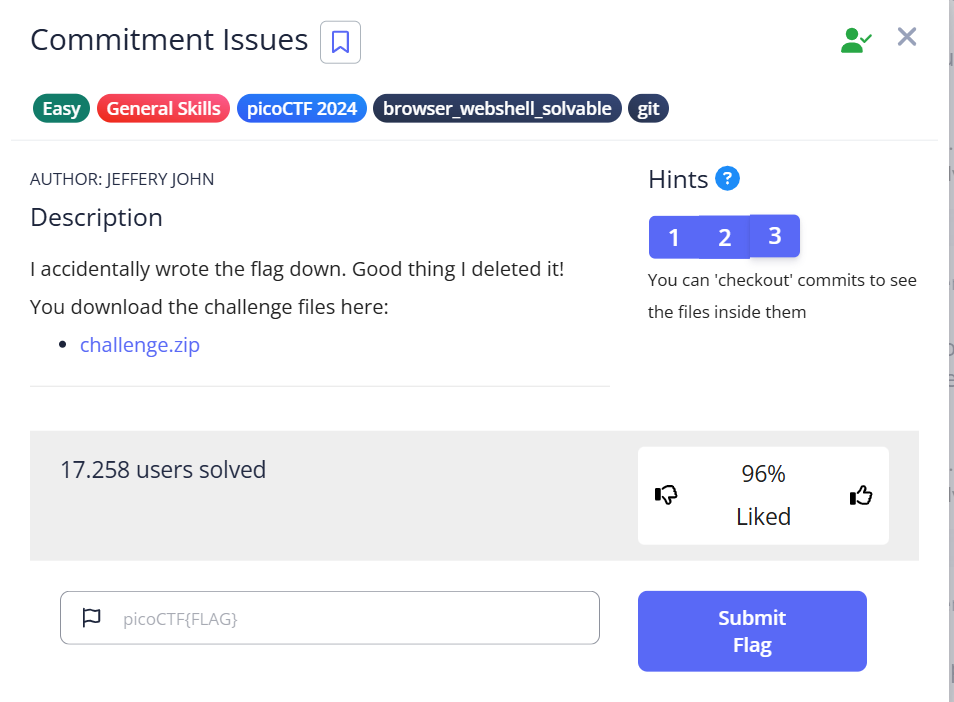 Commitment Issues
Easy General Skills picoCTF 2024 browser_webshell_solvable git
AUTHOR: JEFFERY JOHN
Description
I accidentally wrote the flag down. Good thing I deleted it!
You download the challenge files here:
challenge.zip
Hints ?
1 2 3
You can 'checkout' commits to see
the files inside them
17.258 users solved
96%
Liked
picoCTF{FLAG}
Submit
Flag